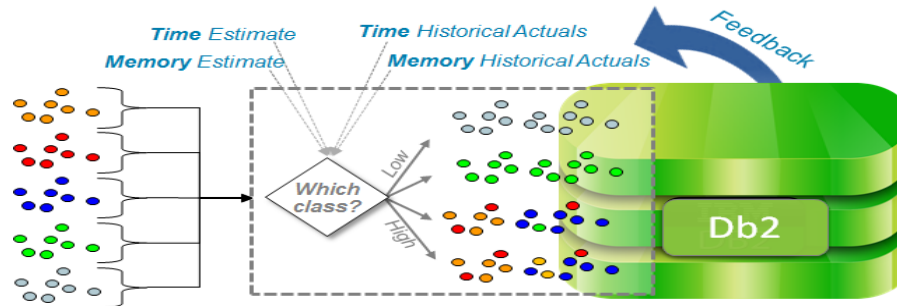 Time Estimate
Memory Estimate
Time Historical Actuals
Memory Historical Actuals
Feedback
Which
class?
Low
High
Db2